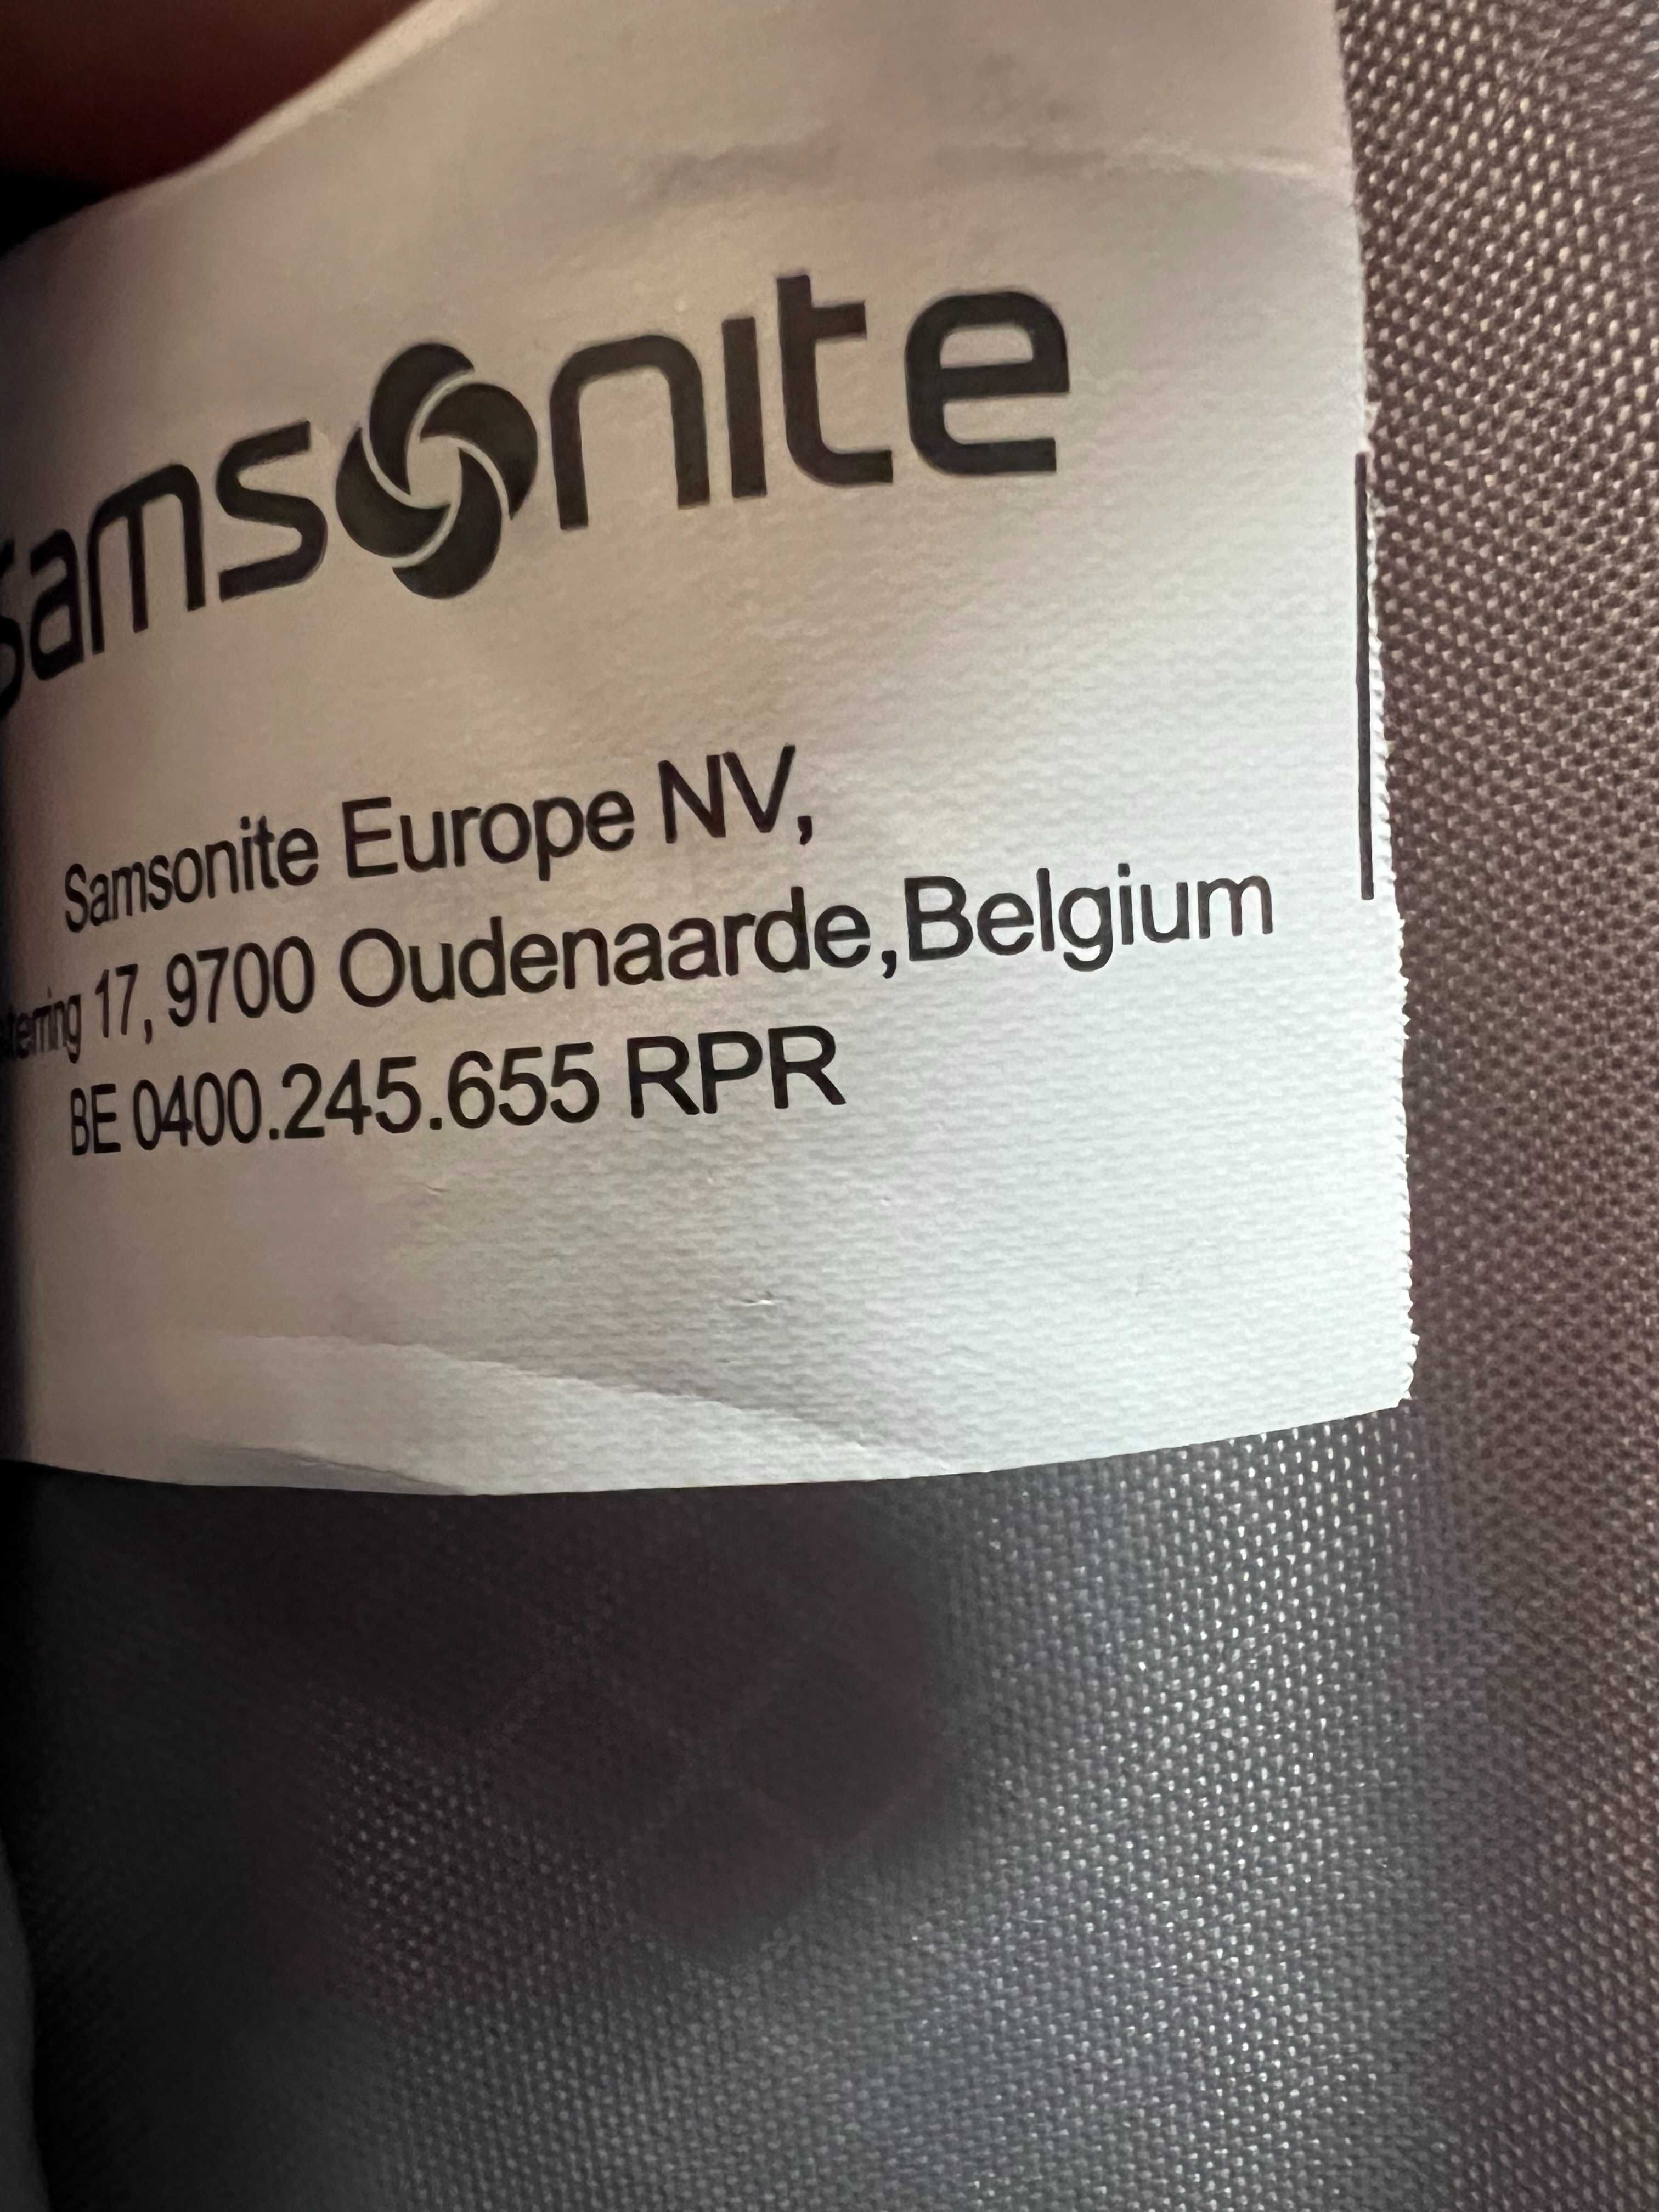 Samsonite
Samsonite Europe NV,
17, 9700 Oudenaarde,Belgium
BE 0400.245.655 RPR